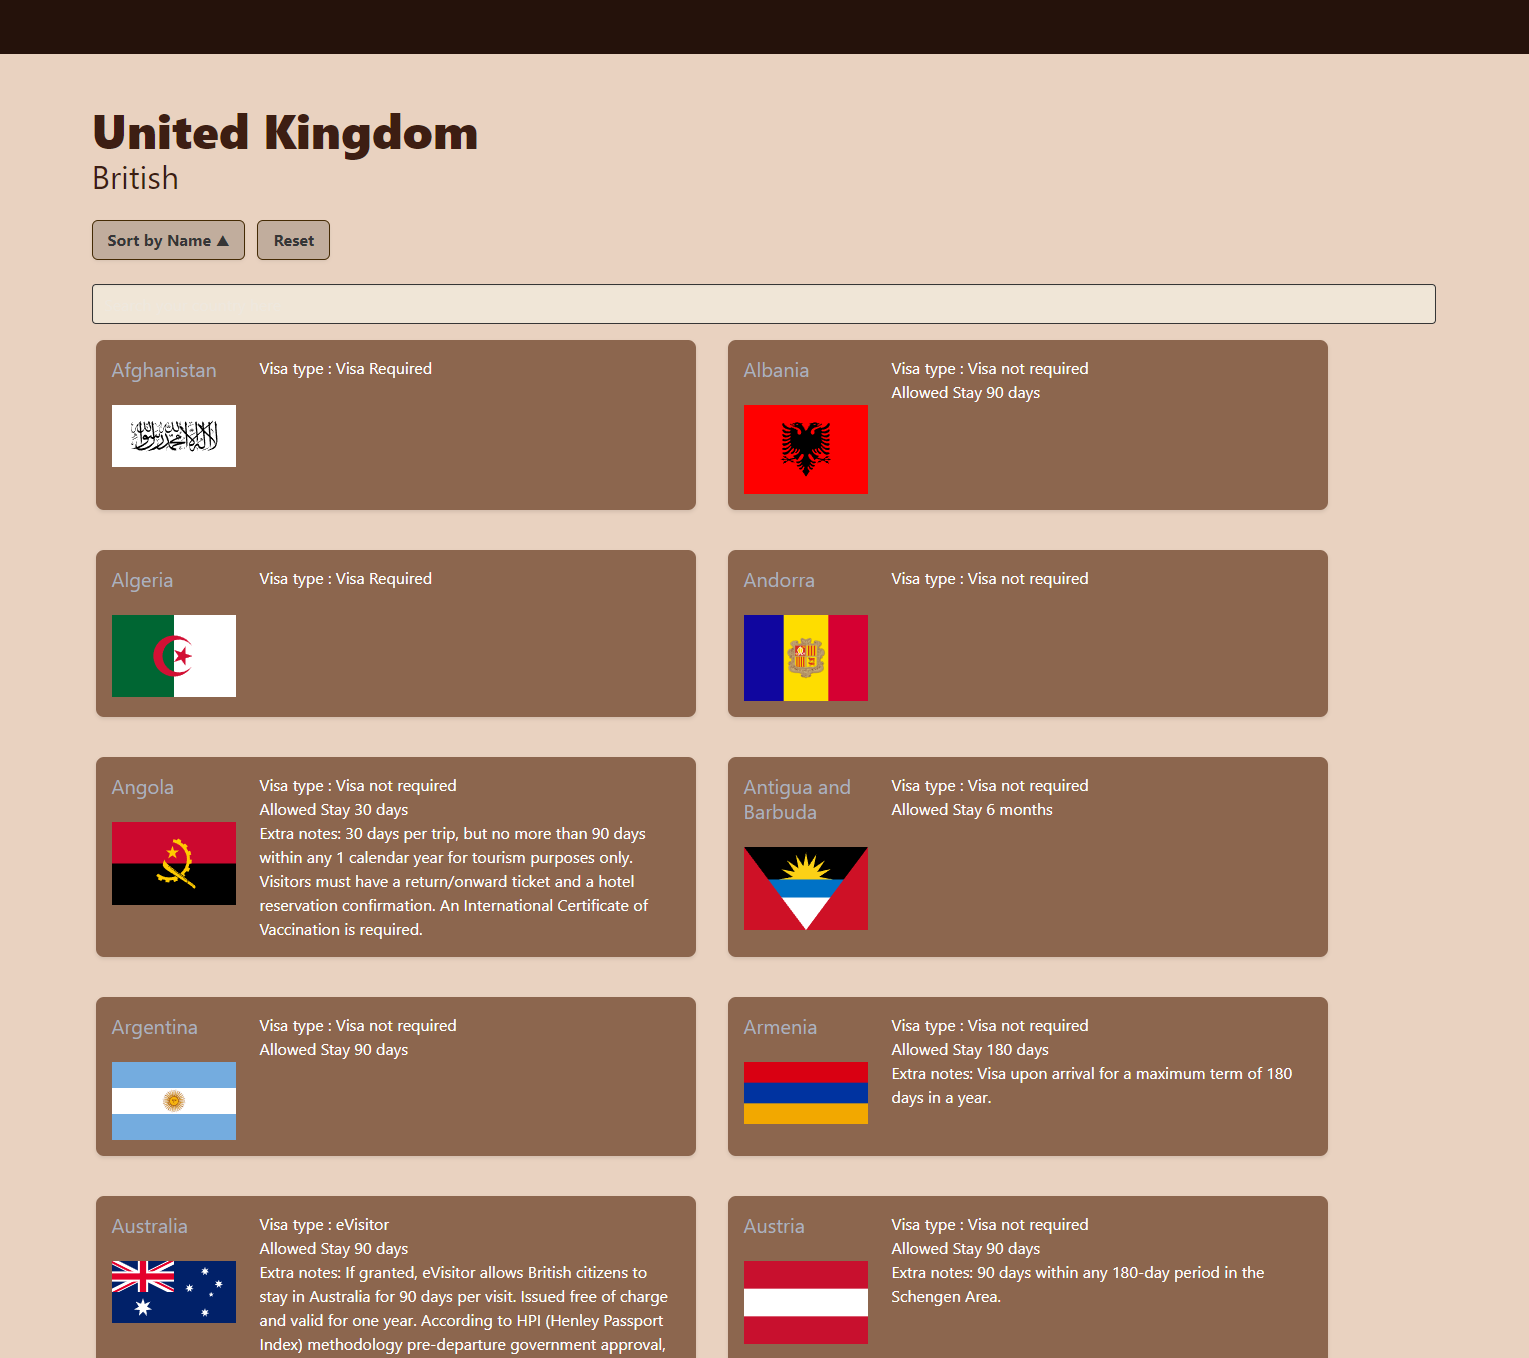 United Kingdom
British
Sort by Name ▲
Reset
Afghanistan
Visa type : Visa Required
Albania
Visa type : Visa not required
Allowed Stay 90 days
Algeria
Visa type : Visa Required
Andorra
Visa type : Visa not required
Angola
Visa type : Visa not required
Allowed Stay 30 days
Extra notes: 30 days per trip, but no more than 90 days
within any 1 calendar year for tourism purposes only.
Visitors must have a return/onward ticket and a hotel
reservation confirmation. An International Certificate of
Vaccination is required.
Antigua and
Barbuda
Visa type : Visa not required
Allowed Stay 6 months
Argentina
Visa type : Visa not required
Allowed Stay 90 days
Armenia
Visa type : Visa not required
Allowed Stay 180 days
Extra notes: Visa upon arrival for a maximum term of 180
days in a year.
Australia
Visa type : eVisitor
Allowed Stay 90 days
Extra notes: If granted, eVisitor allows British citizens to
stay in Australia for 90 days per visit. Issued free of charge
and valid for one year. According to HPI (Henley Passport
Index) methodology pre-departure government approval,
Austria
Visa type : Visa not required
Allowed Stay 90 days
Extra notes: 90 days within any 180-day period in the
Schengen Area.